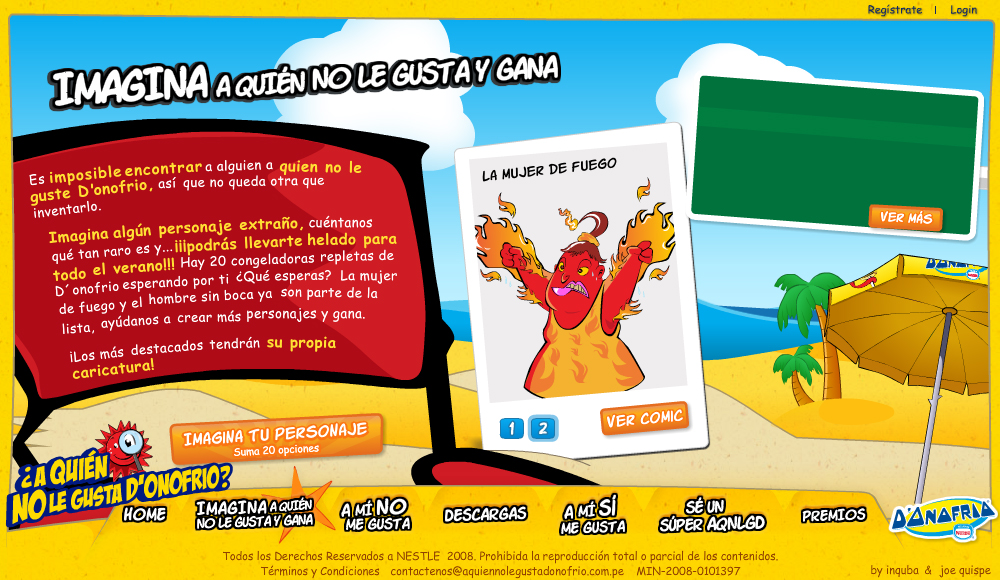 Regístrate | Login
IMAGINA A QUIÉN NO LE GUSTA Y GANA
Es imposible encontrar a alguien a quien no le
guste D'onofrio, así que no queda otra que
inventarlo.
Imagina algún personaje extraño, cuéntanos
qué tan raro es y...¡¡¡podrás llevarte helado para
todo el verano!!! Hay 20 congeladoras repletas de
D´onofrio esperando por ti ¿Qué esperas? La mujer
de fuego y el hombre sin boca ya son parte de la
lista, ayúdanos a crear más personajes y gana.
¡Los más destacados tendrán su propia
caricatura!
LA MUJER DE FUEGO
1 2
VER COMIC
VER MÁS
D'ONOFRIO
IMAGINA TU PERSONAJE
Suma 20 opciones
¿A QUIÉN
NO LE GUSTA D'ONOFRIO?
HOME
IMAGINA A QUIÉN
NO LE GUSTA Y GANA
A MÍ NO
ME GUSTA
DESCARGAS
A MÍ SÍ
ME GUSTA
SÉ UN
SÚPER AQNLGD
PREMIOS
D'ONOFRIO
Nestlé
Todos los Derechos Reservados a NESTLE 2008. Prohibida la reproducción total o parcial de los contenidos.
Términos y Condiciones contactenos@aquiennolegustadonofrio.com.pe MIN-2008-0101397
by inquba & joe quispe